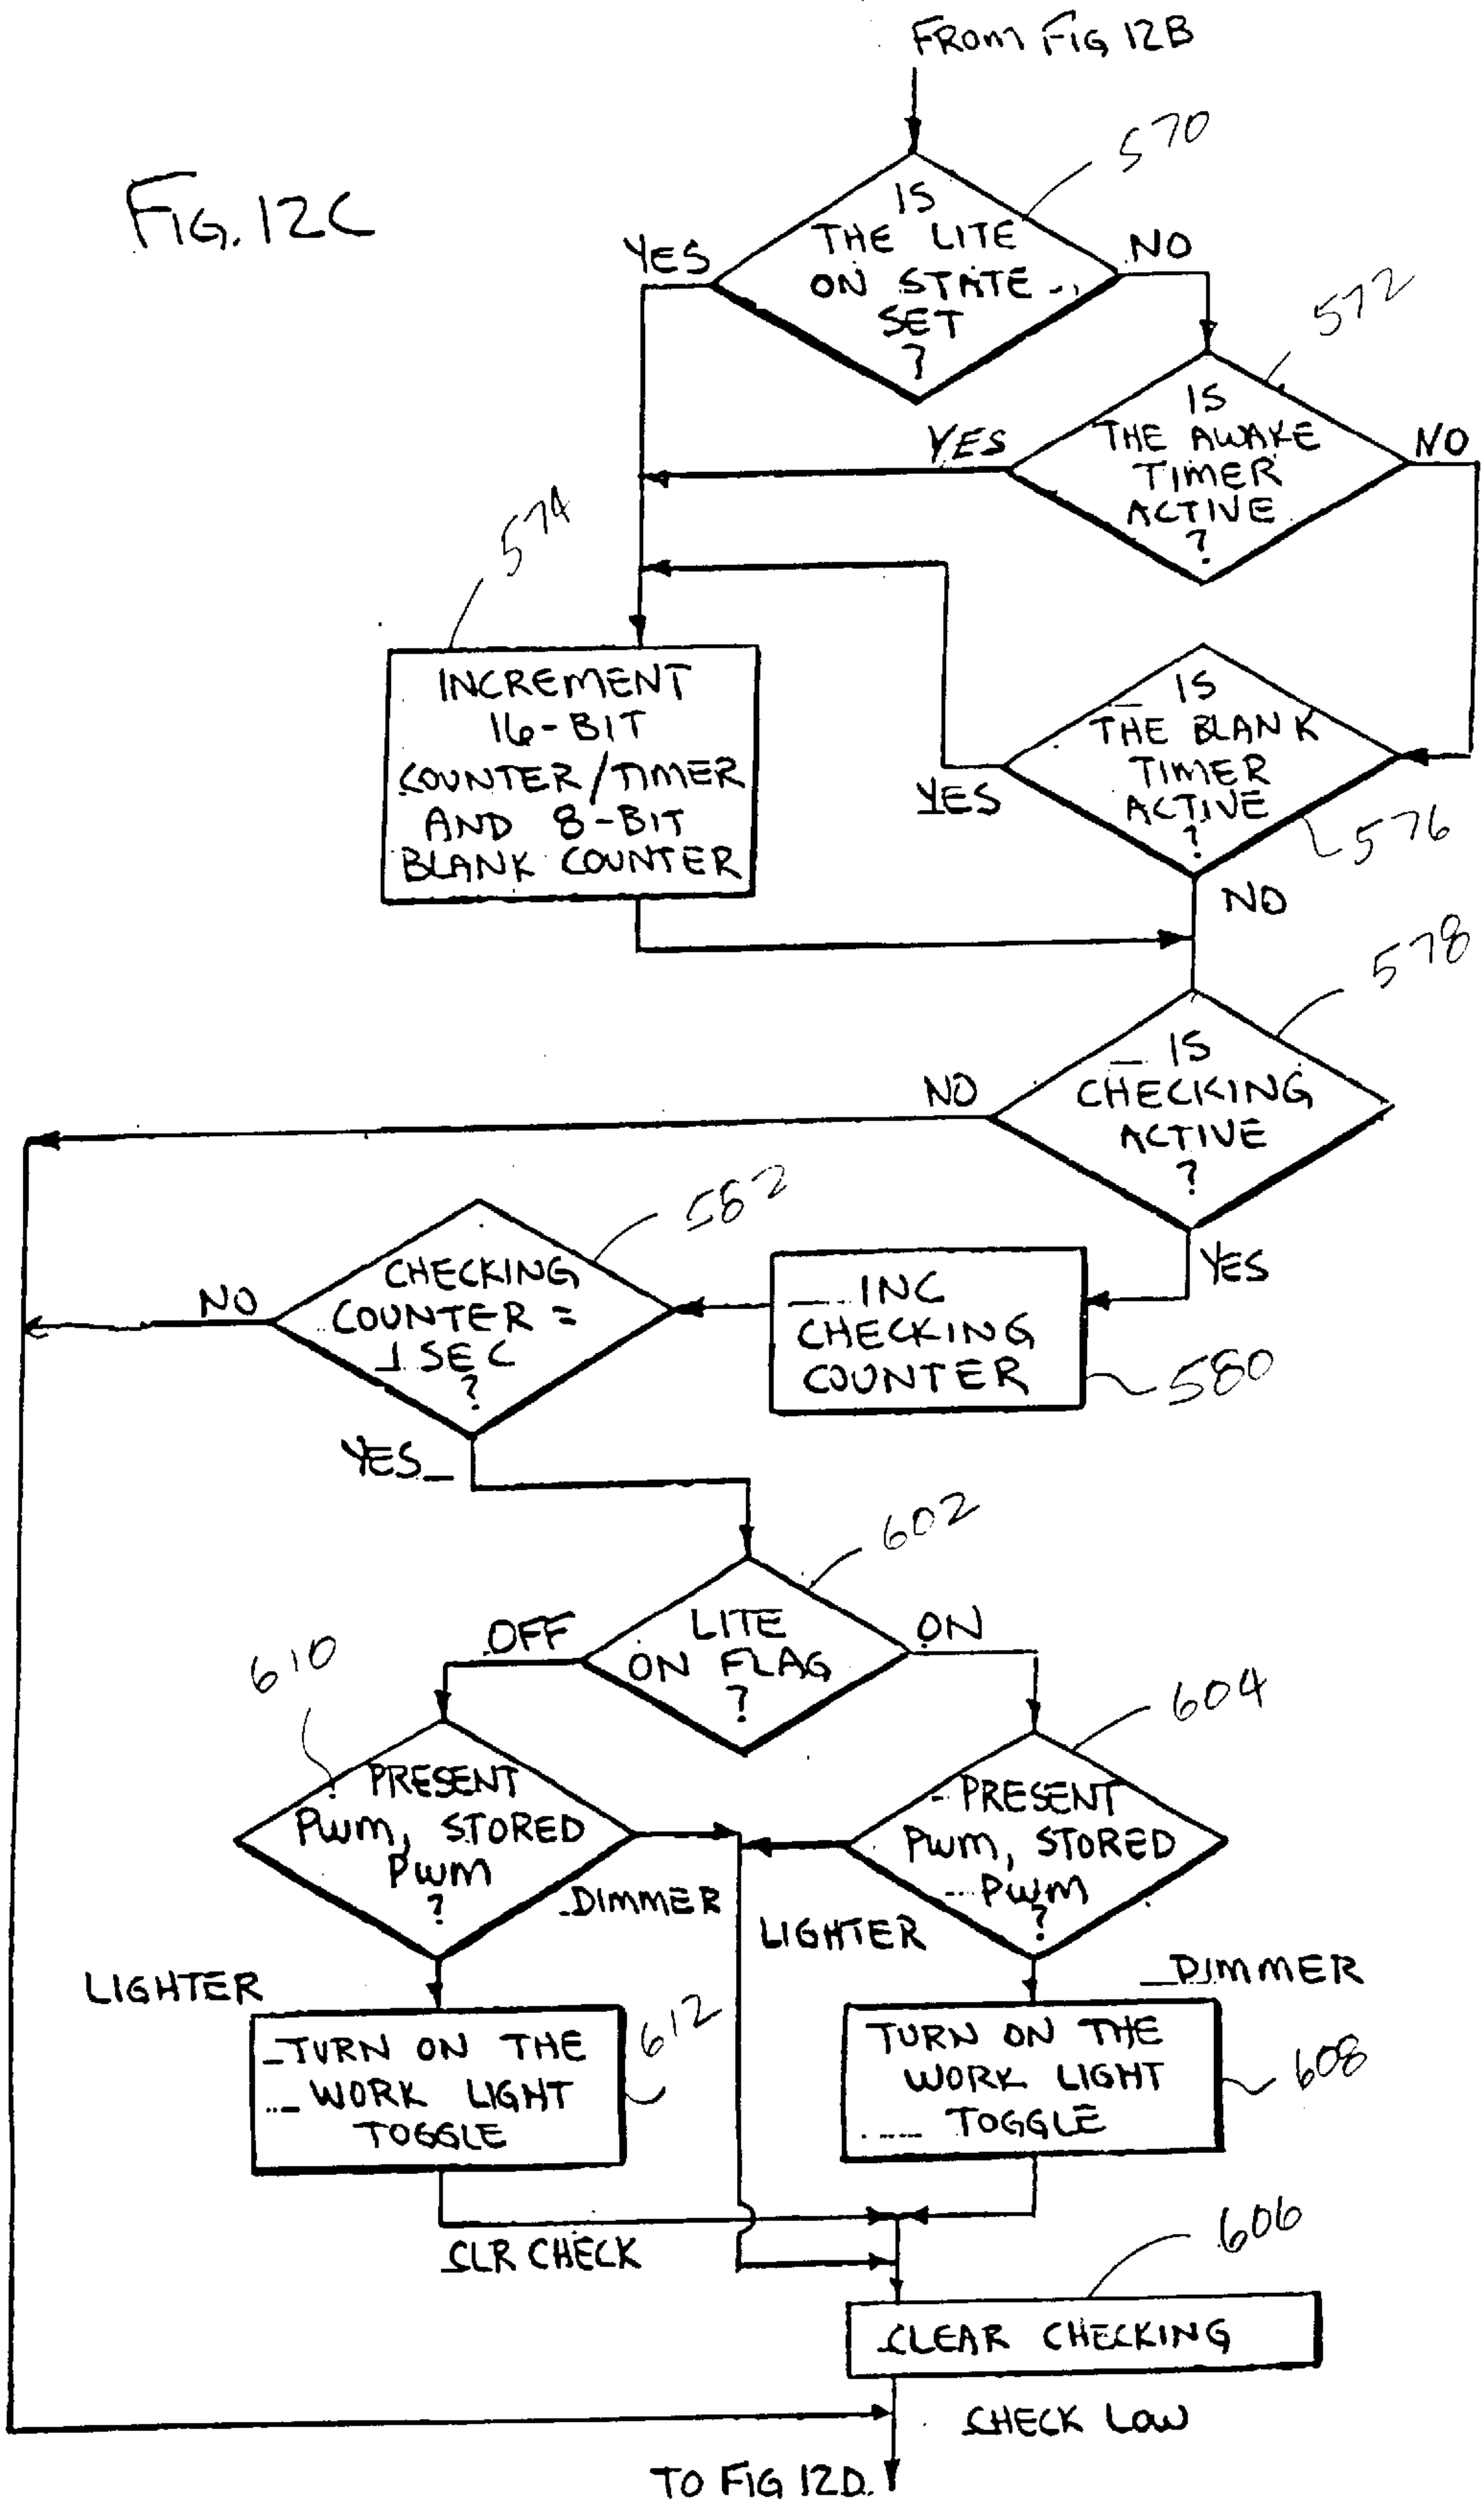 FROM FIG 12B
FIG. 12C
570
IS
THE LITE
ON STATE
SET
?
YES
NO
572
IS
THE AWAKE
TIMER
ACTIVE
?
YES
NO
574
INCREMENT
16-BIT
COUNTER/TIMER
AND 8-BIT
BLANK COUNTER
IS
THE BLANK
TIMER
ACTIVE
?
YES
576
NO
578
IS
CHECKING
ACTIVE
?
NO
YES
582
CHECKING
COUNTER =
1 SEC
?
NO
INC
CHECKING
COUNTER
580
YES
602
LITE
ON FLAG
?
OFF
ON
610
604
PRESENT
PWM, STORED
PWM
?
PRESENT
PWM, STORED
PWM
?
DIMMER
LIGHTER
LIGHTER
DIMMER
TURN ON THE
WORK LIGHT
TOGGLE
612
TURN ON THE
WORK LIGHT
TOGGLE
608
CLR CHECK
606
CLEAR CHECKING
CHECK LOW
TO FIG 12D.